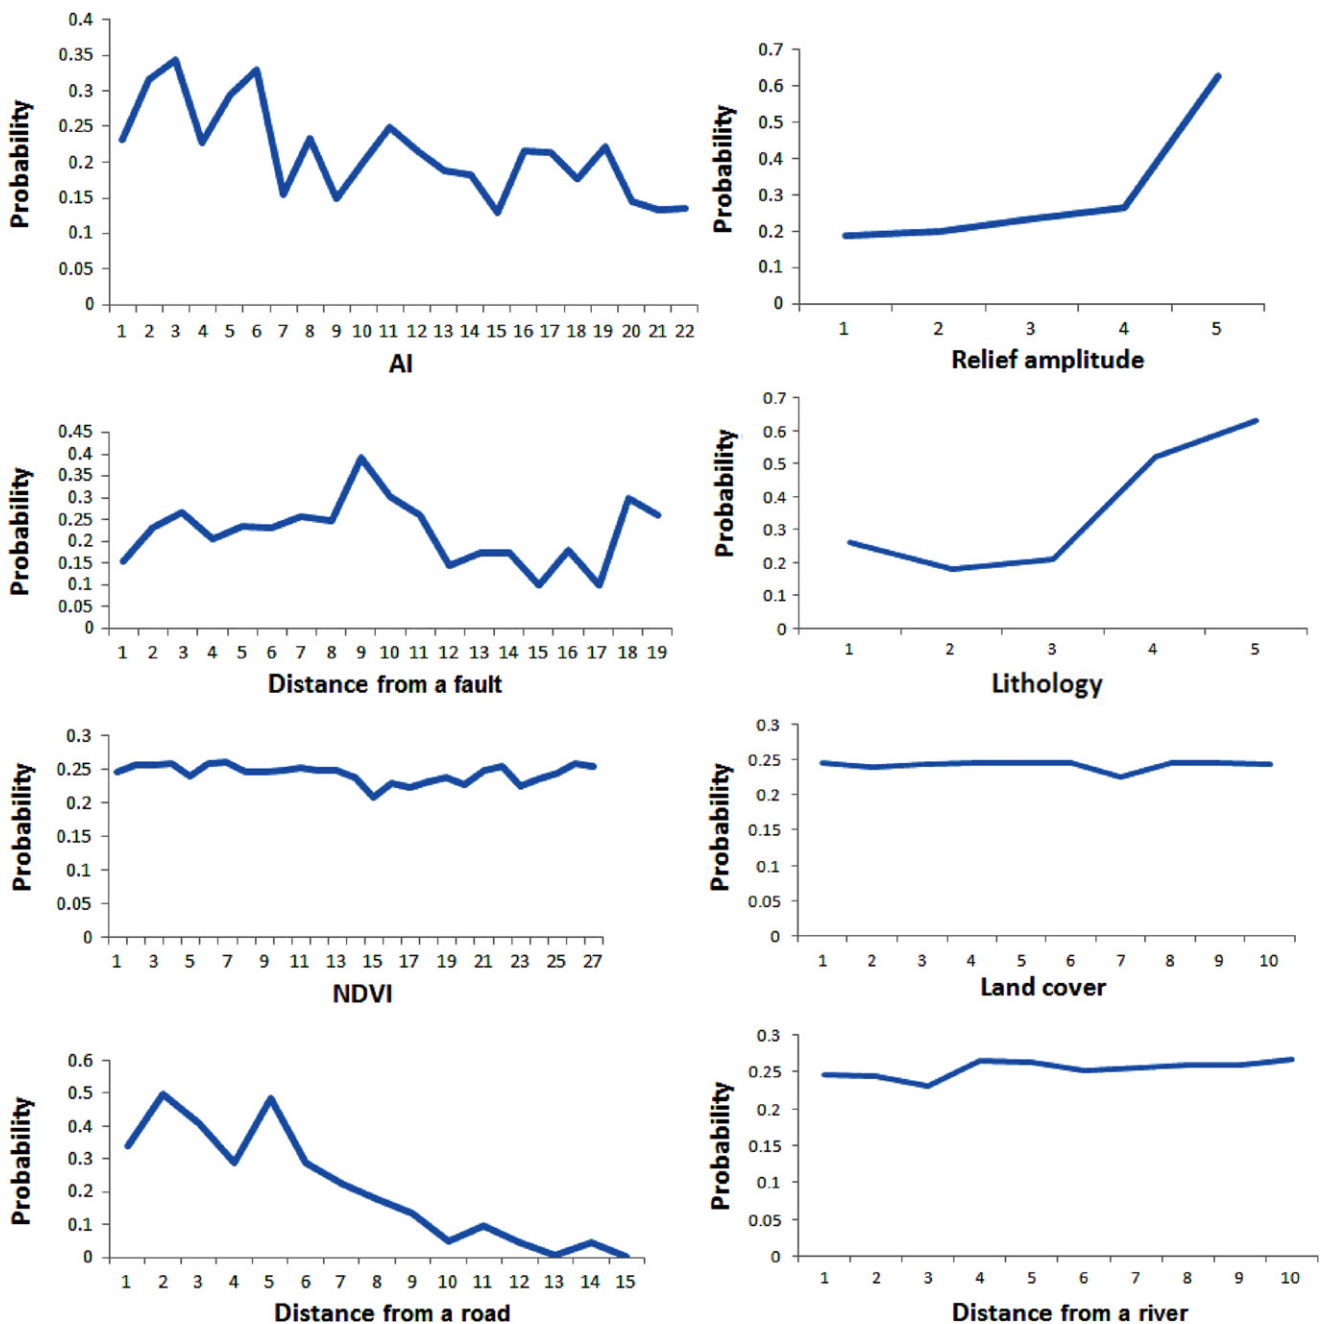 0.4
0.35
0.3
0.25
0.2
0.15
0.1
0.05
0
Probability
1 2 3 4 5 6 7 8 9 10 11 12 13 14 15 16 17 18 19 20 21 22
AI
0.7
0.6
0.5
0.4
0.3
0.2
0.1
0
Probability
1 2 3 4 5
Relief amplitude
0.45
0.4
0.35
0.3
0.25
0.2
0.15
0.1
0.05
0
Probability
1 2 3 4 5 6 7 8 9 10 11 12 13 14 15 16 17 18 19
Distance from a fault
0.7
0.6
0.5
0.4
0.3
0.2
0.1
0
Probability
1 2 3 4 5
Lithology
0.3
0.25
0.2
0.15
0.1
0.05
0
Probability
1 3 5 7 9 11 13 15 17 19 21 23 25 27
NDVI
0.3
0.25
0.2
0.15
0.1
0.05
0
Probability
1 2 3 4 5 6 7 8 9 10
Land cover
0.6
0.5
0.4
0.3
0.2
0.1
0
Probability
1 2 3 4 5 6 7 8 9 10 11 12 13 14 15
Distance from a road
0.3
0.25
0.2
0.15
0.1
0.05
0
Probability
1 2 3 4 5 6 7 8 9 10
Distance from a river